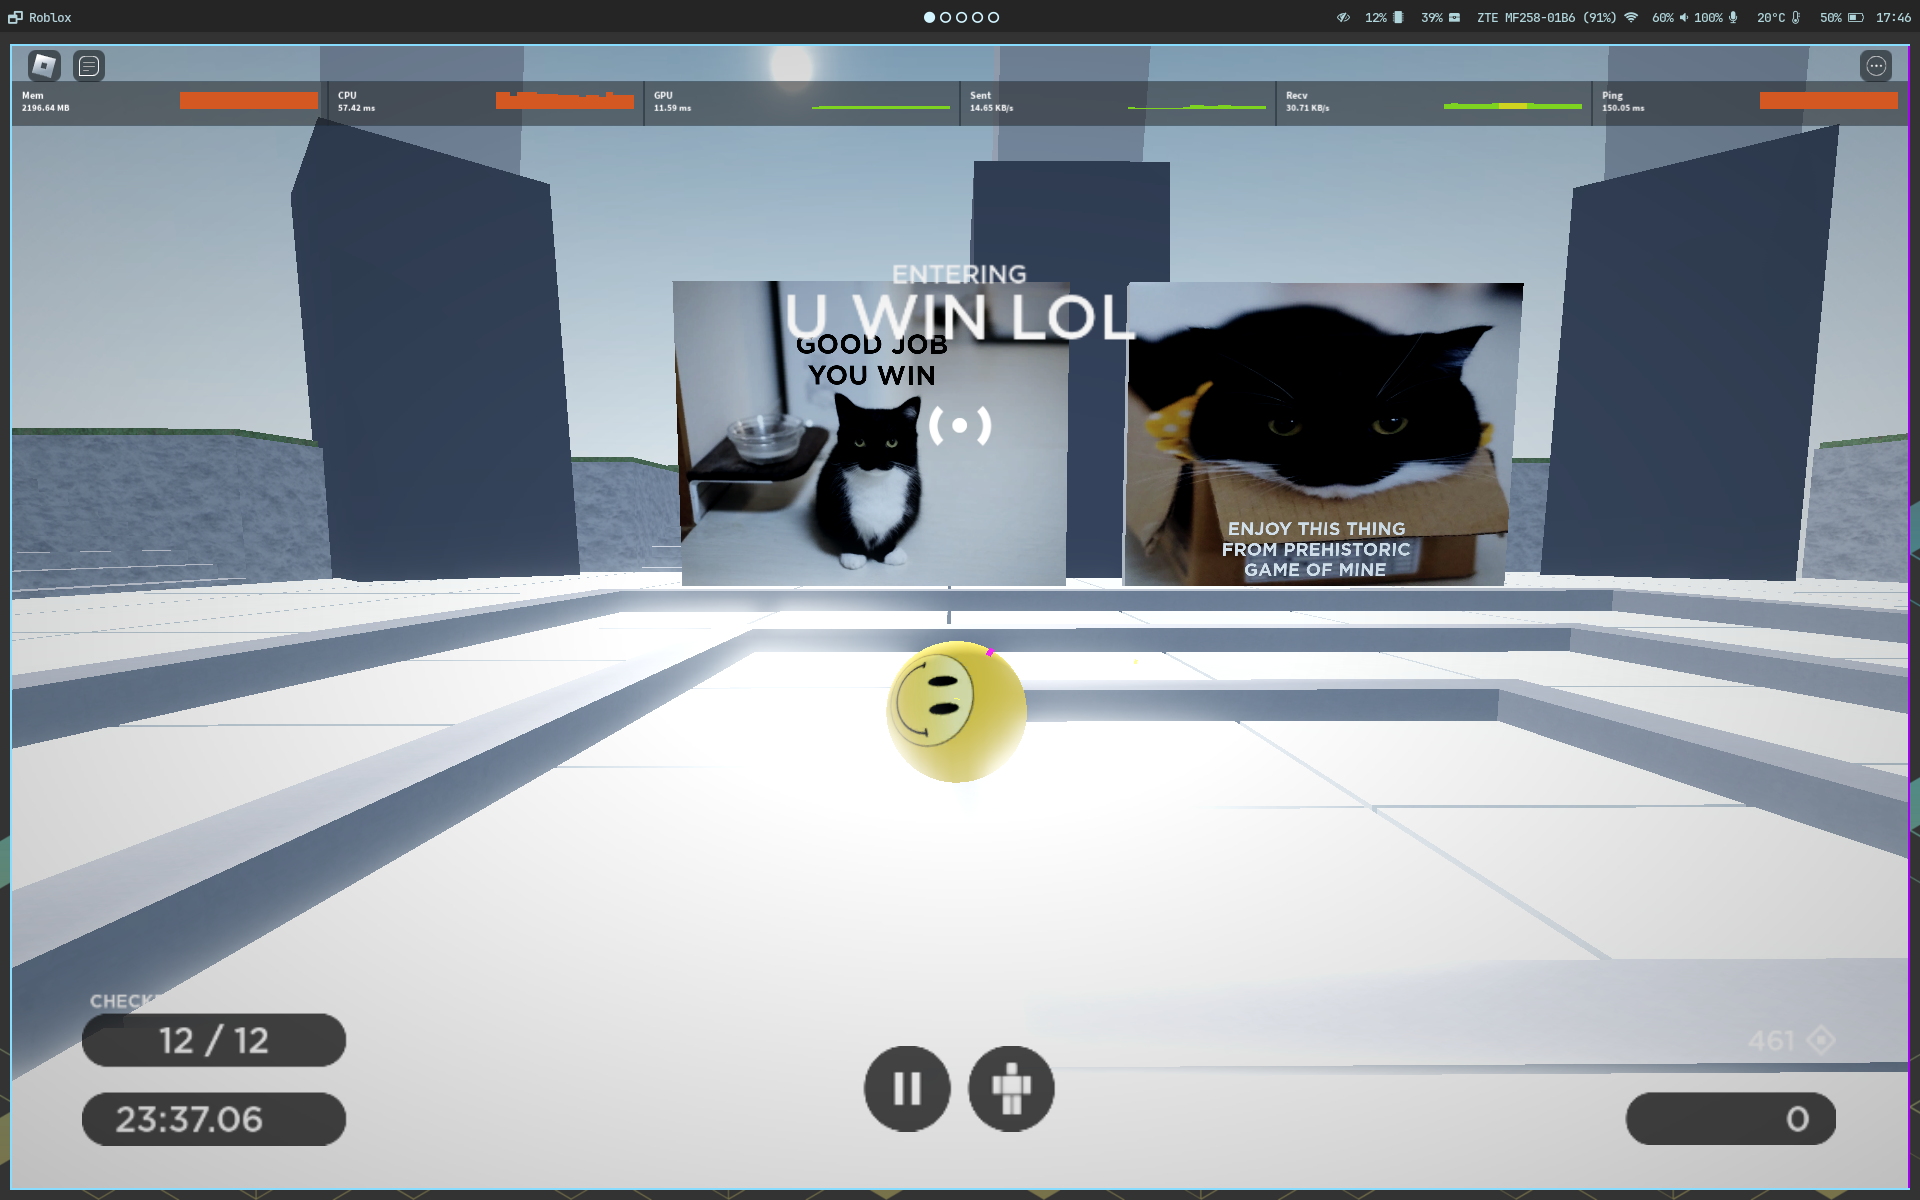 Roblox
12%
39%
ZTE MF258-01B6 (91%)
60%
100%
20°C
50%
17:46
Mem
2196.64 MB
CPU
57.42 ms
GPU
11.59 ms
Sent
14.65 KB/s
Recv
30.71 KB/s
Ping
150.05 ms
ENTERING
U WIN LOL
GOOD JOB
YOU WIN
ENJOY THIS THING
FROM PREHISTORIC
GAME OF MINE
12 / 12
23:37.06
461
0